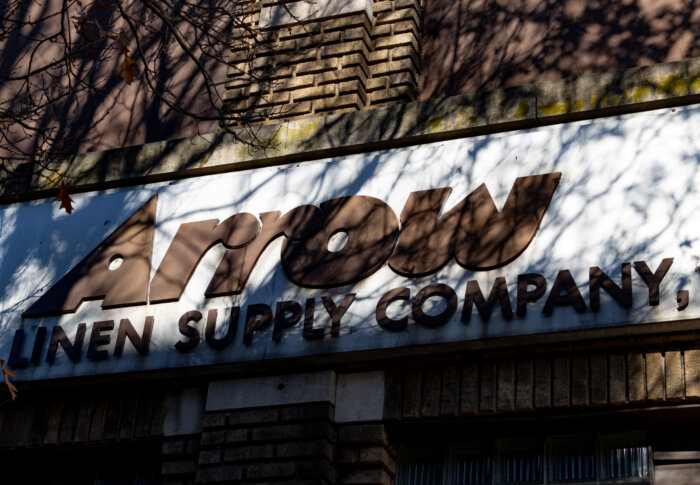 Arrow
LINEN SUPPLY COMPANY,